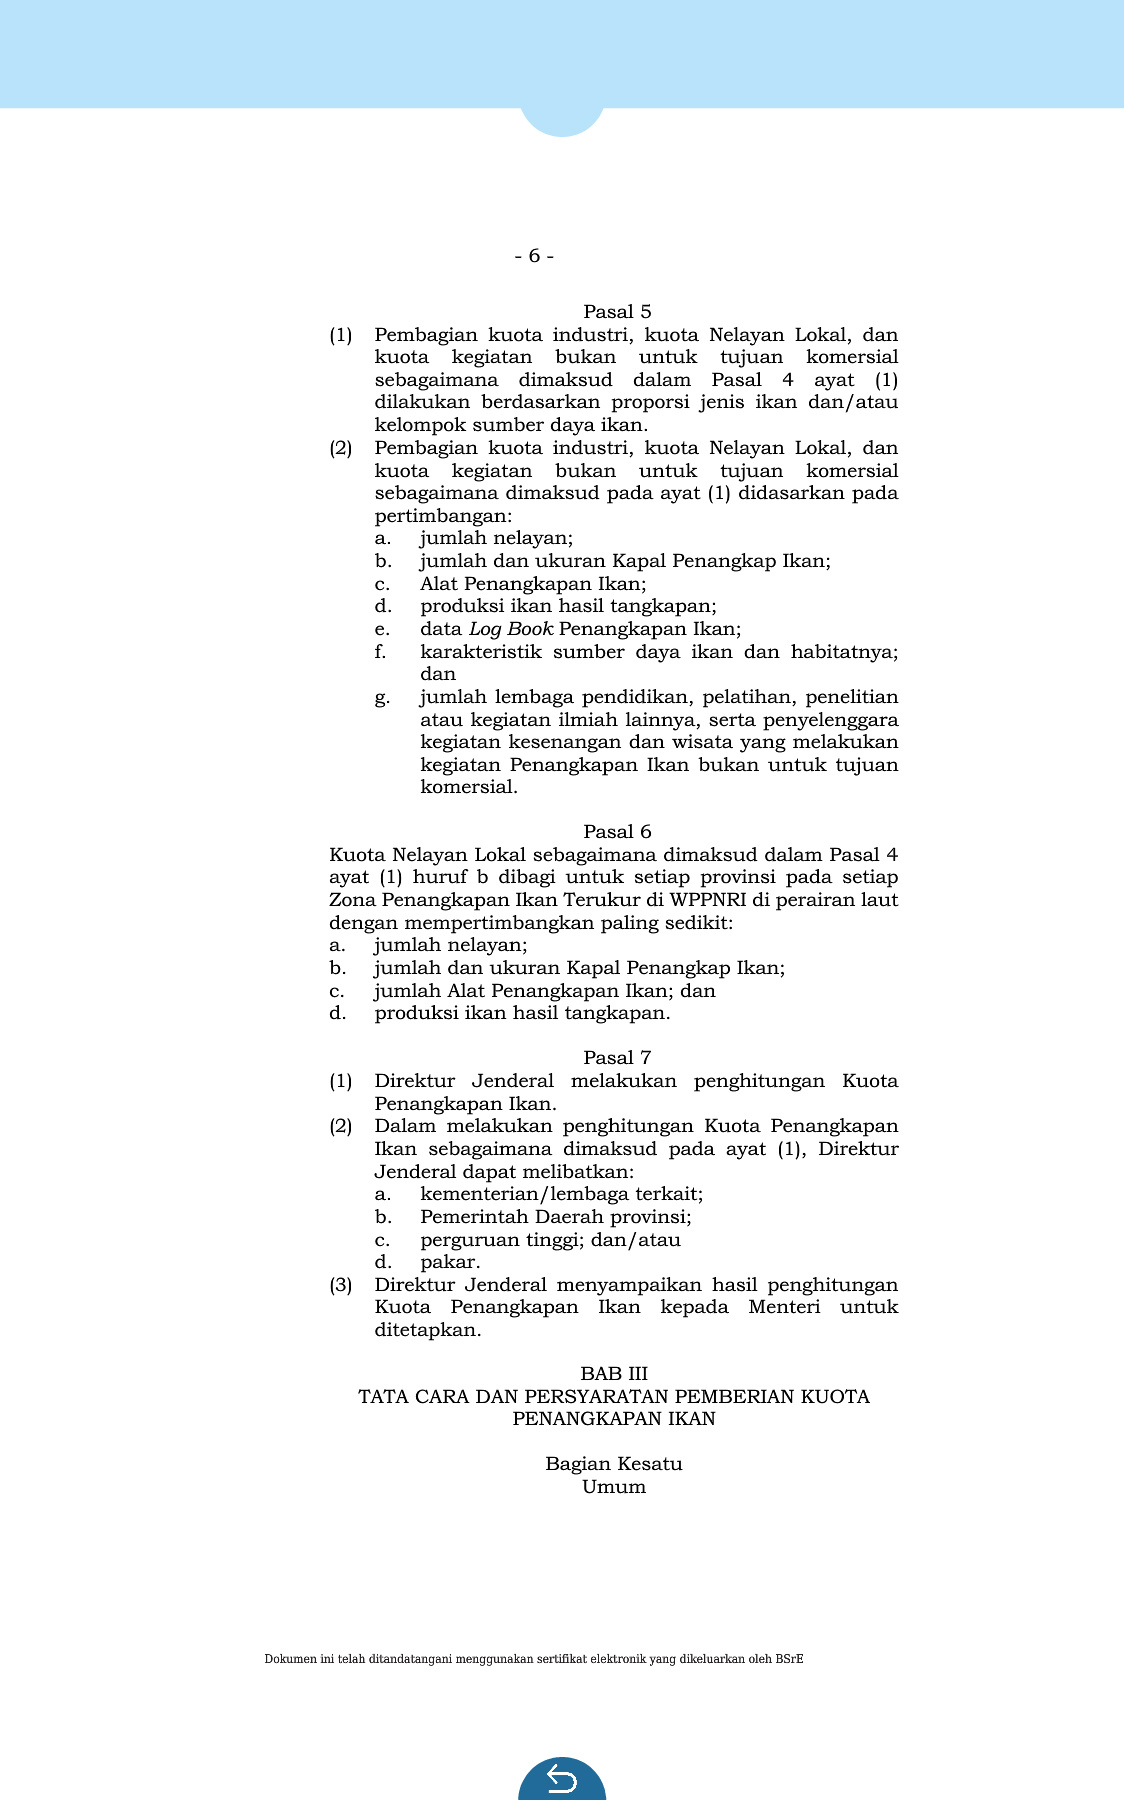 - 6 -
Pasal 5
(1) Pembagian kuota industri, kuota Nelayan Lokal, dan
kuota kegiatan bukan untuk tujuan komersial
sebagaimana dimaksud dalam Pasal 4 ayat (1)
dilakukan berdasarkan proporsi jenis ikan dan/atau
kelompok sumber daya ikan.
(2) Pembagian kuota industri, kuota Nelayan Lokal, dan
kuota kegiatan bukan untuk tujuan komersial
sebagaimana dimaksud pada ayat (1) didasarkan pada
pertimbangan:
a. jumlah nelayan;
b. jumlah dan ukuran Kapal Penangkap Ikan;
c. Alat Penangkapan Ikan;
d. produksi ikan hasil tangkapan;
e. data Log Book Penangkapan Ikan;
f. karakteristik sumber daya ikan dan habitatnya;
dan
g. jumlah lembaga pendidikan, pelatihan, penelitian
atau kegiatan ilmiah lainnya, serta penyelenggara
kegiatan kesenangan dan wisata yang melakukan
kegiatan Penangkapan Ikan bukan untuk tujuan
komersial.
Pasal 6
Kuota Nelayan Lokal sebagaimana dimaksud dalam Pasal 4
ayat (1) huruf b dibagi untuk setiap provinsi pada setiap
Zona Penangkapan Ikan Terukur di WPPNRI di perairan laut
dengan mempertimbangkan paling sedikit:
a. jumlah nelayan;
b. jumlah dan ukuran Kapal Penangkap Ikan;
c. jumlah Alat Penangkapan Ikan; dan
d. produksi ikan hasil tangkapan.
Pasal 7
(1) Direktur Jenderal melakukan penghitungan Kuota
Penangkapan Ikan.
(2) Dalam melakukan penghitungan Kuota Penangkapan
Ikan sebagaimana dimaksud pada ayat (1), Direktur
Jenderal dapat melibatkan:
a. kementerian/lembaga terkait;
b. Pemerintah Daerah provinsi;
c. perguruan tinggi; dan/atau
d. pakar.
(3) Direktur Jenderal menyampaikan hasil penghitungan
Kuota Penangkapan Ikan kepada Menteri untuk
ditetapkan.
BAB III
TATA CARA DAN PERSYARATAN PEMBERIAN KUOTA
PENANGKAPAN IKAN
Bagian Kesatu
Umum
Dokumen ini telah ditandatangani menggunakan sertifikat elektronik yang dikeluarkan oleh BSrE